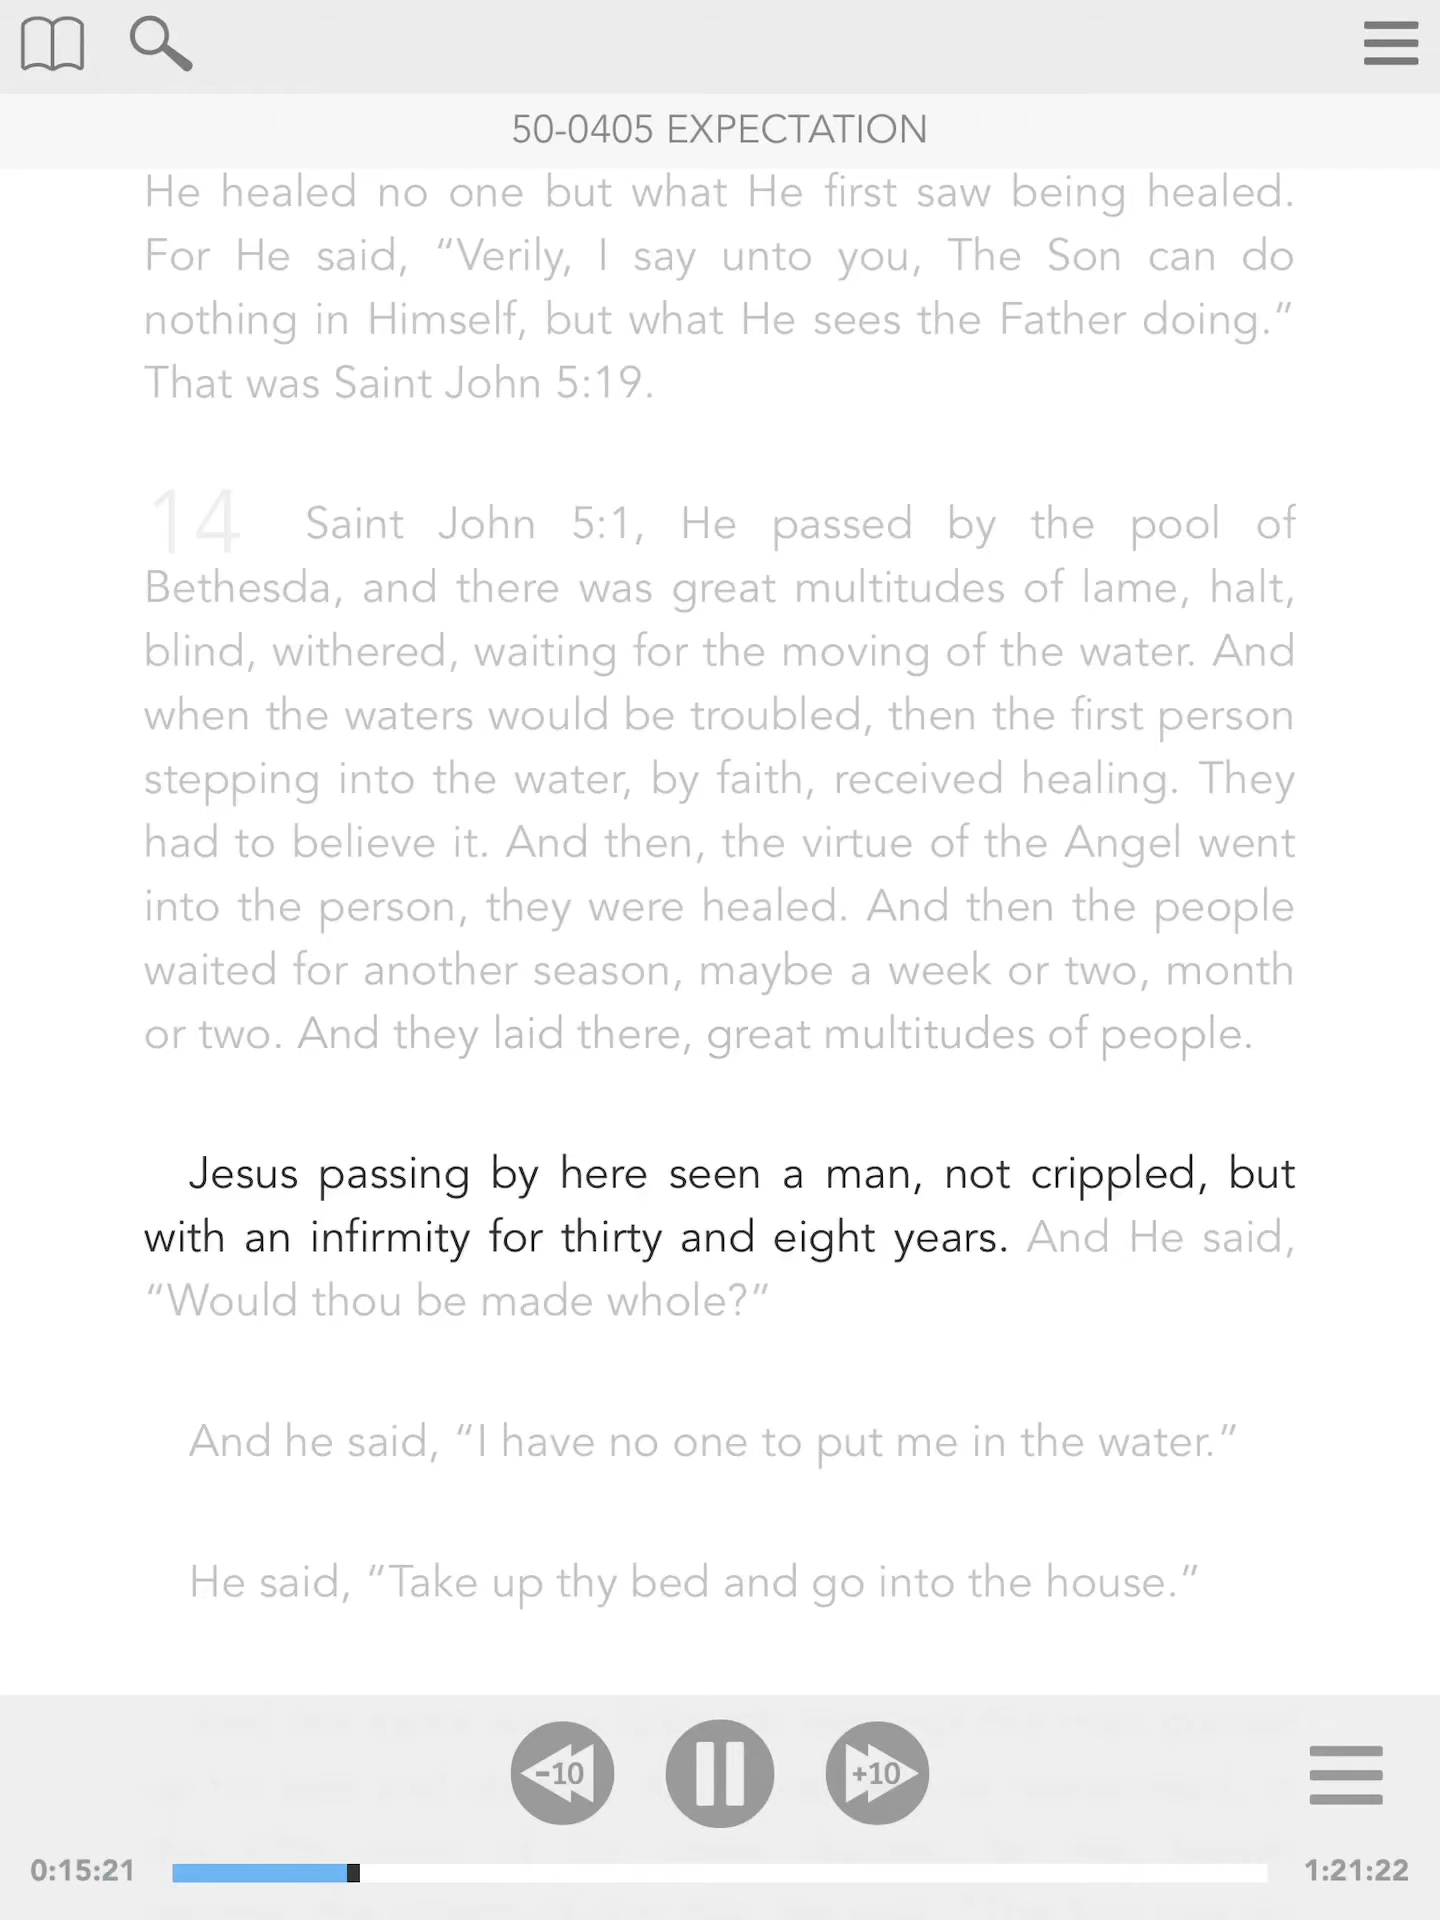 50-0405 EXPECTATION
He healed no one but what He first saw being healed.
For He said, “Verily, I say unto you, The Son can do
nothing in Himself, but what He sees the Father doing.”
That was Saint John 5:19.
14 Saint John 5:1, He passed by the pool of
Bethesda, and there was great multitudes of lame, halt,
blind, withered, waiting for the moving of the water. And
when the waters would be troubled, then the first person
stepping into the water, by faith, received healing. They
had to believe it. And then, the virtue of the Angel went
into the person, they were healed. And then the people
waited for another season, maybe a week or two, month
or two. And they laid there, great multitudes of people.
Jesus passing by here seen a man, not crippled, but
with an infirmity for thirty and eight years. And He said,
“Would thou be made whole?”
And he said, “I have no one to put me in the water.”
He said, “Take up thy bed and go into the house.”
-10 +10
0:15:21 1:21:22